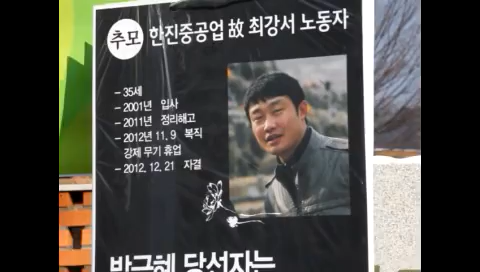 추모 한진중공업 故 최강서 노동자
– 35세
– 2001년 입사
– 2011년 정리해고
– 2012년 11. 9 복직
강제 무기 휴업
– 2012. 12. 21 자결
박근혜 당선자는